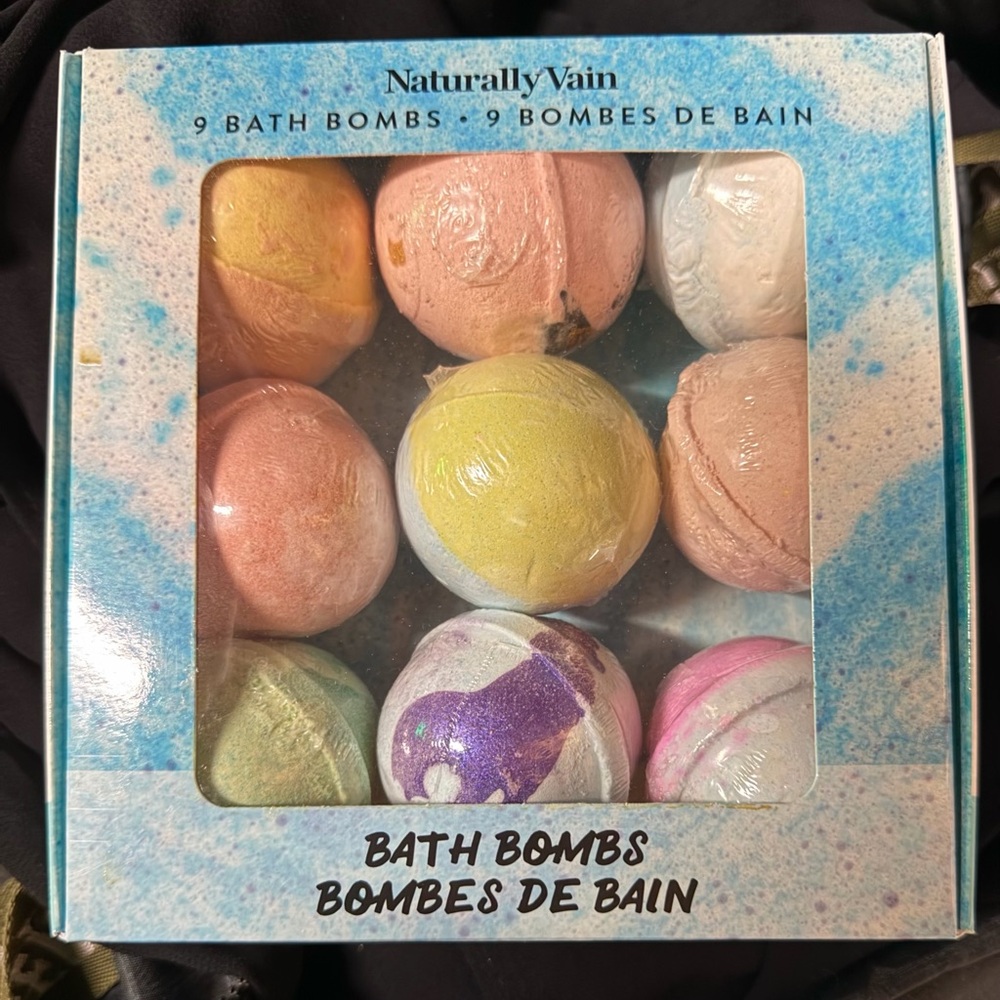 Naturally Vain
9 BATH BOMBS • 9 BOMBES DE BAIN
BATH BOMBS
BOMBES DE BAIN